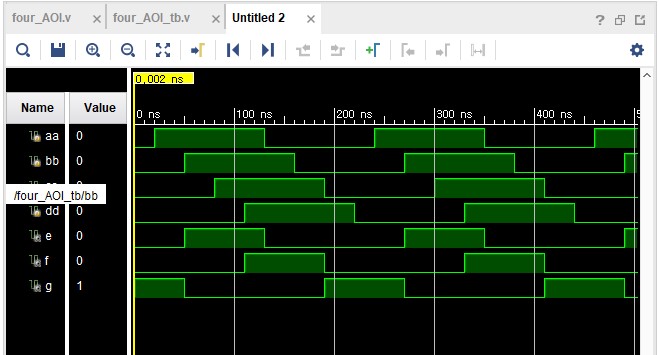 four_AOI.v × four_AOI_tb.v × Untitled 2 ×
0,002 ns
Name Value
0 ns 100 ns 200 ns 300 ns 400 ns
aa 0
bb 0
0
/four_AOI_tb/bb
dd 0
e 0
f 0
g 1